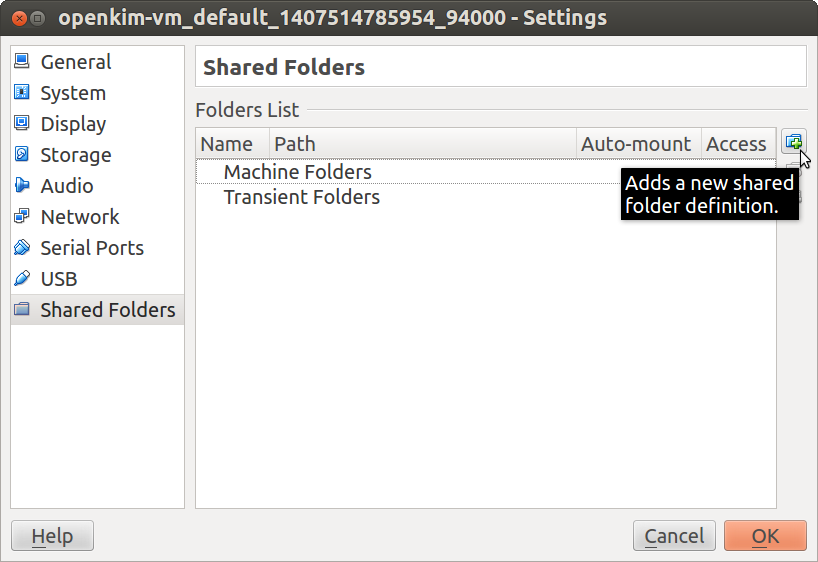 openkim-vm_default_1407514785954_94000 - Settings
General
System
Display
Storage
Audio
Network
Serial Ports
USB
Shared Folders
Shared Folders
Folders List
Name Path Auto-mount Access
Machine Folders
Transient Folders
Adds a new shared
folder definition.
Help Cancel OK